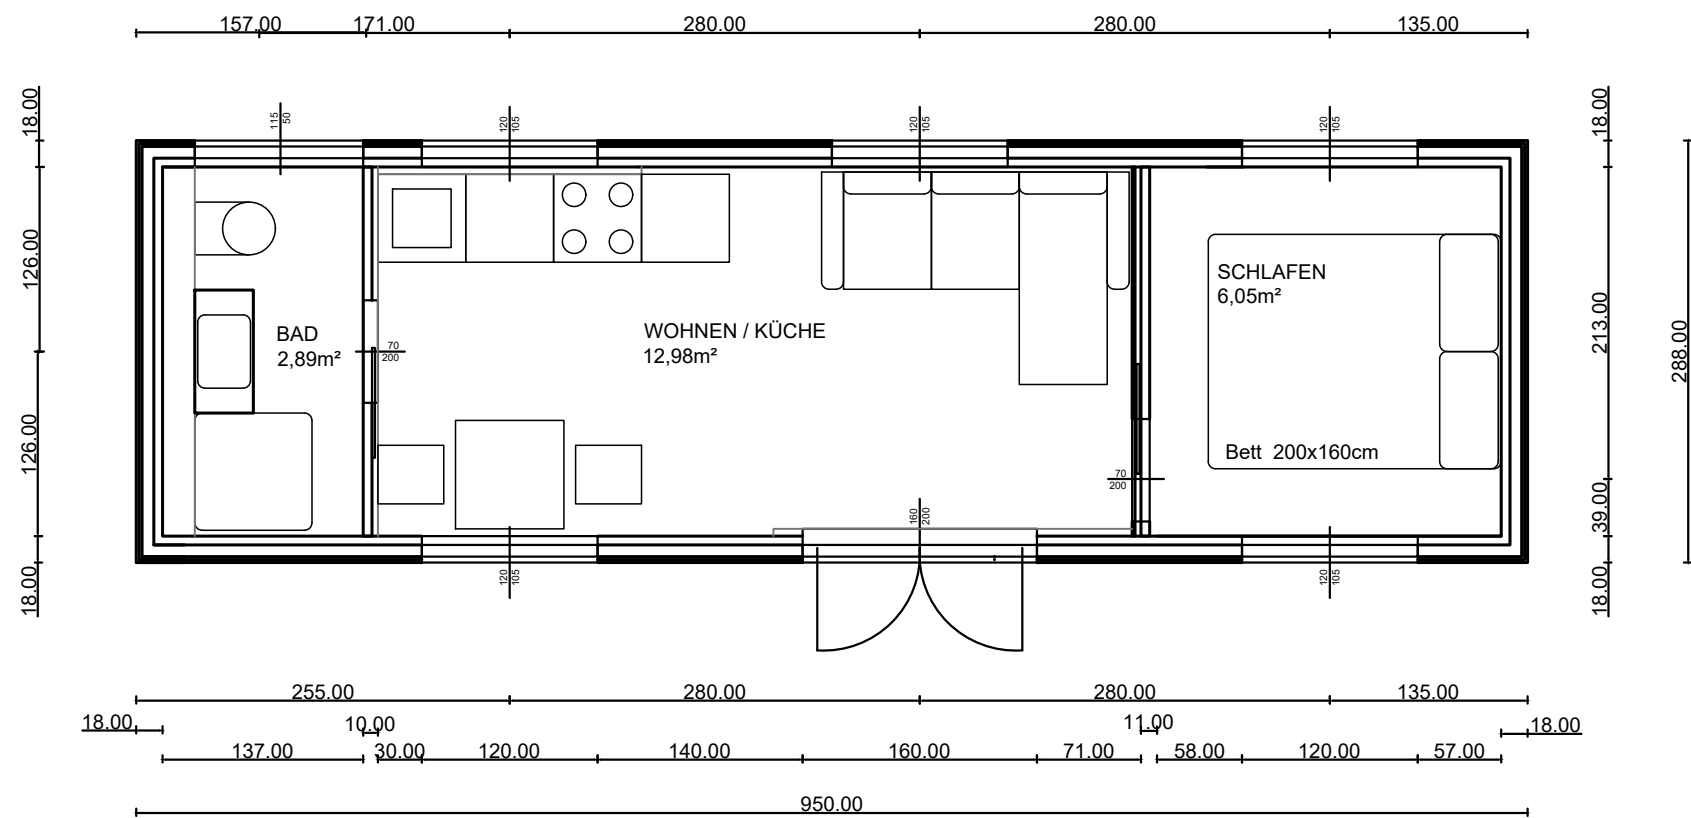 157.00 171.00 280.00 280.00 135.00
18.00
126.00
126.00
18.00
115
50
120
105
120
105
120
105
18.00
213.00
39.00
18.00
288.00
BAD
2,89m²
70
200
WOHNEN / KÜCHE
12,98m²
SCHLAFEN
6,05m²
Bett 200x160cm
70
200
160
200
120
105
120
105
255.00 280.00 280.00 135.00
18.00 10.00 11.00 18.00
137.00 30.00 120.00 140.00 160.00 71.00 58.00 120.00 57.00
950.00